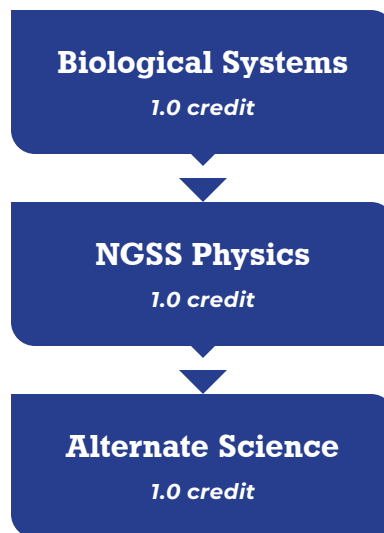 Biological Systems
1.0 credit
NGSS Physics
1.0 credit
Alternate Science
1.0 credit